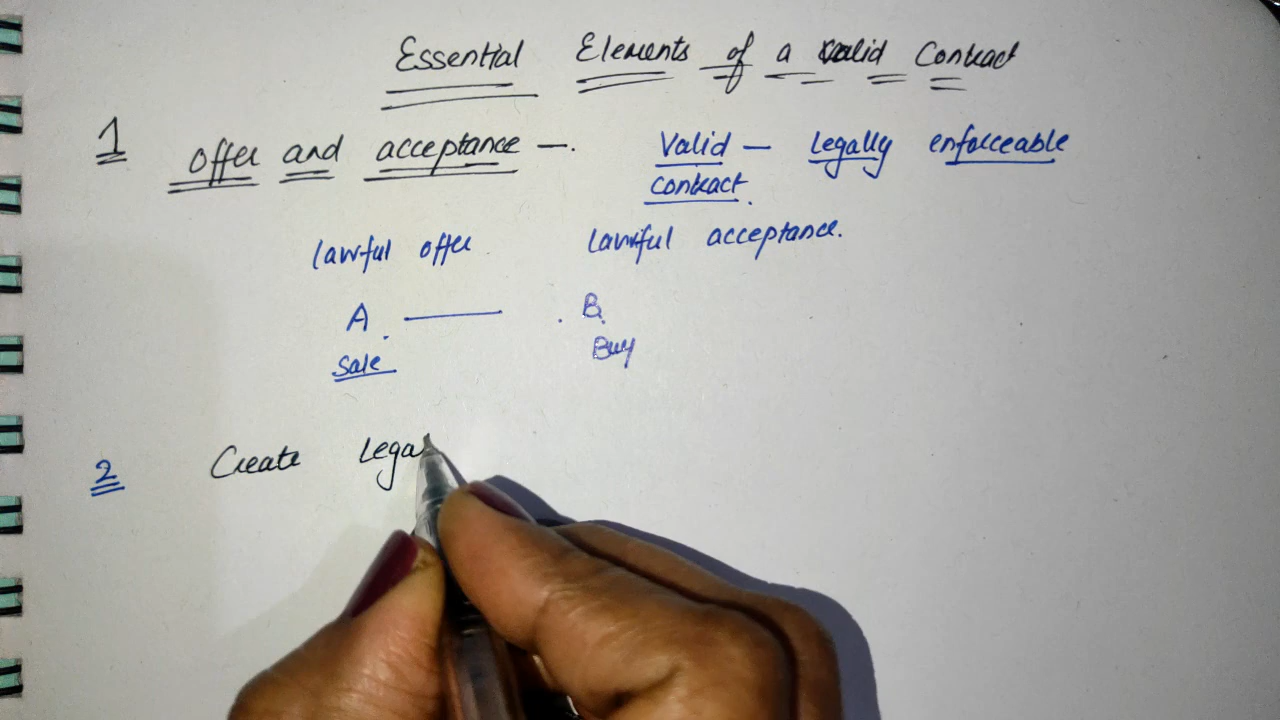 Essential Elements of a valid Contract
1 Offer and acceptance -. Valid - legally enforceable
contract.
lawful offer lawful acceptance.
A. B.
Sale Buy
2 Create Lega